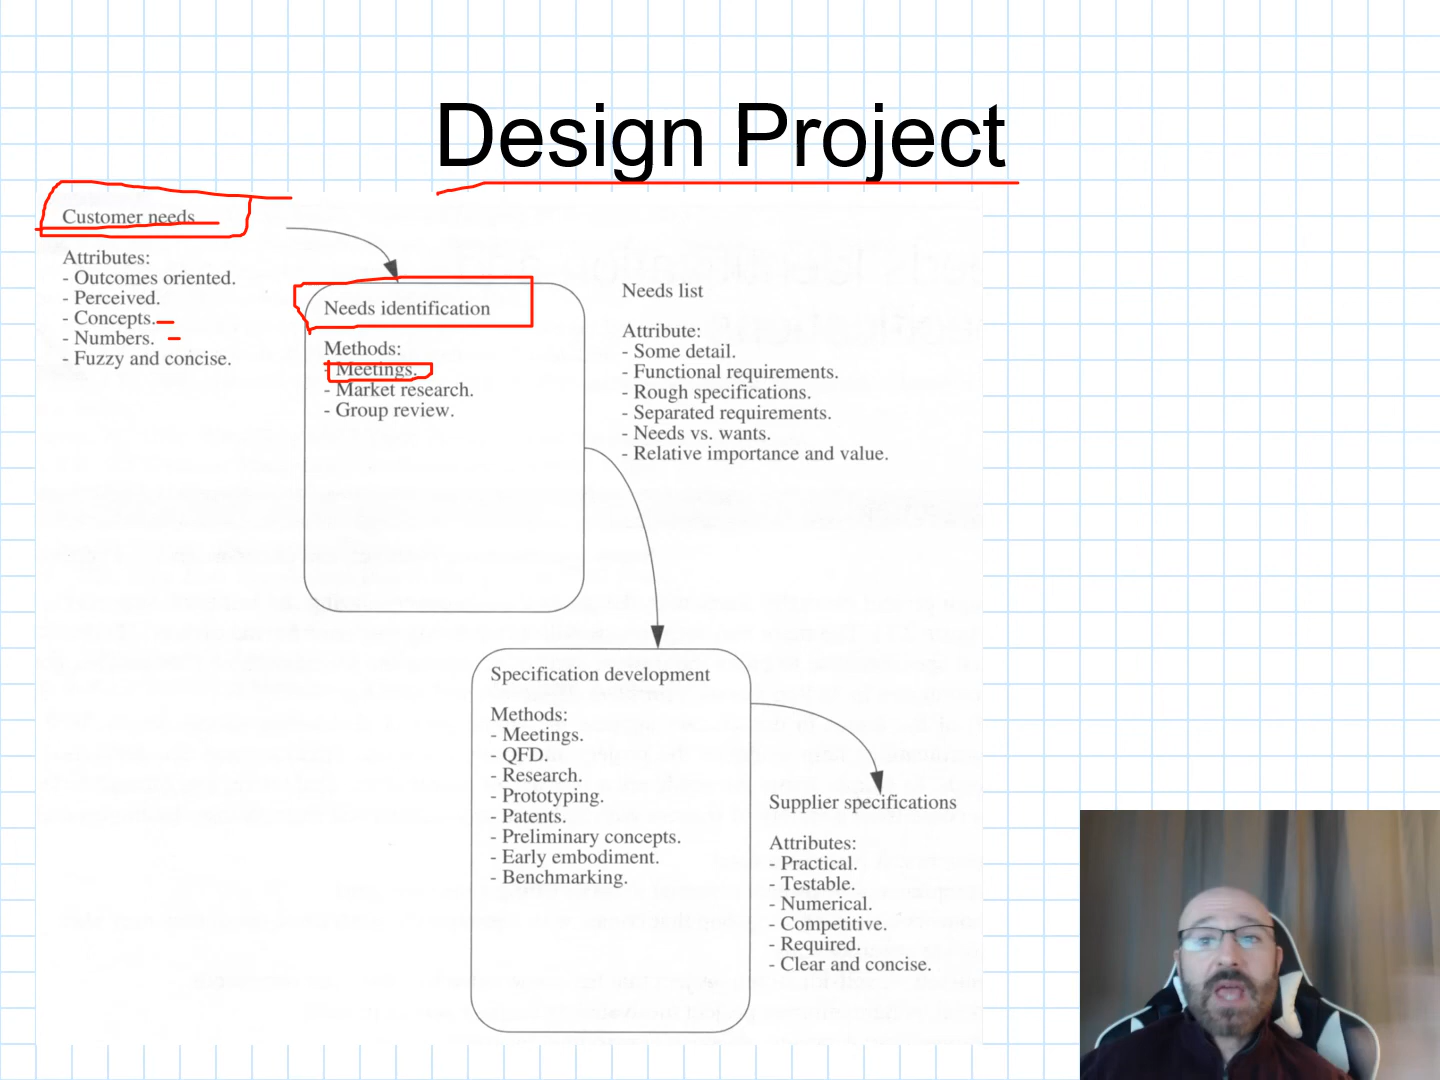 Design Project
Customer needs
Attributes:
- Outcomes oriented.
- Perceived.
- Concepts.
- Numbers.
- Fuzzy and concise.
Needs identification
Methods:
- Meetings.
- Market research.
- Group review.
Needs list
Attribute:
- Some detail.
- Functional requirements.
- Rough specifications.
- Separated requirements.
- Needs vs. wants.
- Relative importance and value.
Specification development
Methods:
- Meetings.
- QFD.
- Research.
- Prototyping.
- Patents.
- Preliminary concepts.
- Early embodiment.
- Benchmarking.
Supplier specifications
Attributes:
- Practical.
- Testable.
- Numerical.
- Competitive.
- Required.
- Clear and concise.